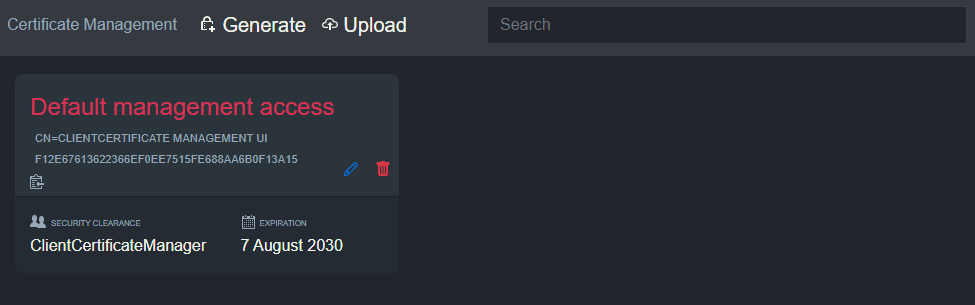 Certificate Management Generate Upload Search
Default management access
CN=CLIENTCERTIFICATE MANAGEMENT UI
F12E67613622366EF0EE7515FE688AA6B0F13A15
SECURITY CLEARANCE EXPIRATION
ClientCertificateManager 7 August 2030